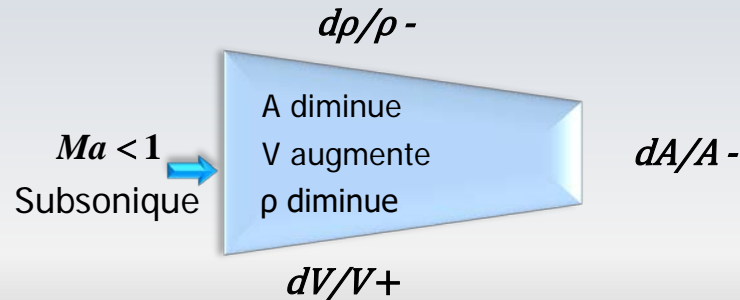 dρ/ρ -
A diminue
Ma < 1
V augmente
dA/A -
Subsonique
ρ diminue
dV/V+